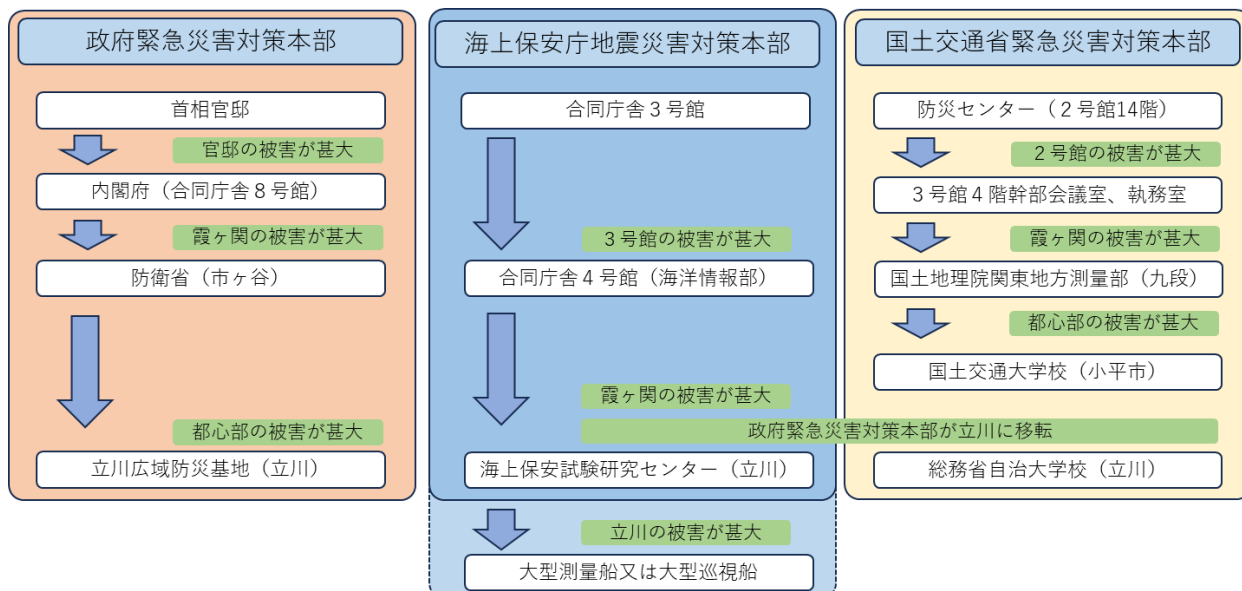 政府緊急災害対策本部
首相官邸
官邸の被害が甚大
内閣府（合同庁舎８号館）
霞ヶ関の被害が甚大
防衛省（市ヶ谷）
都心部の被害が甚大
立川広域防災基地（立川）
海上保安庁地震災害対策本部
合同庁舎３号館
３号館の被害が甚大
合同庁舎４号館（海洋情報部）
霞ヶ関の被害が甚大
政府緊急災害対策本部が立川に移転
海上保安試験研究センター（立川）
立川の被害が甚大
大型測量船又は大型巡視船
国土交通省緊急災害対策本部
防災センター（２号館14階）
２号館の被害が甚大
３号館４階幹部会議室、執務室
霞ヶ関の被害が甚大
国土地理院関東地方測量部（九段）
都心部の被害が甚大
国土交通大学校（小平市）
総務省自治大学校（立川）